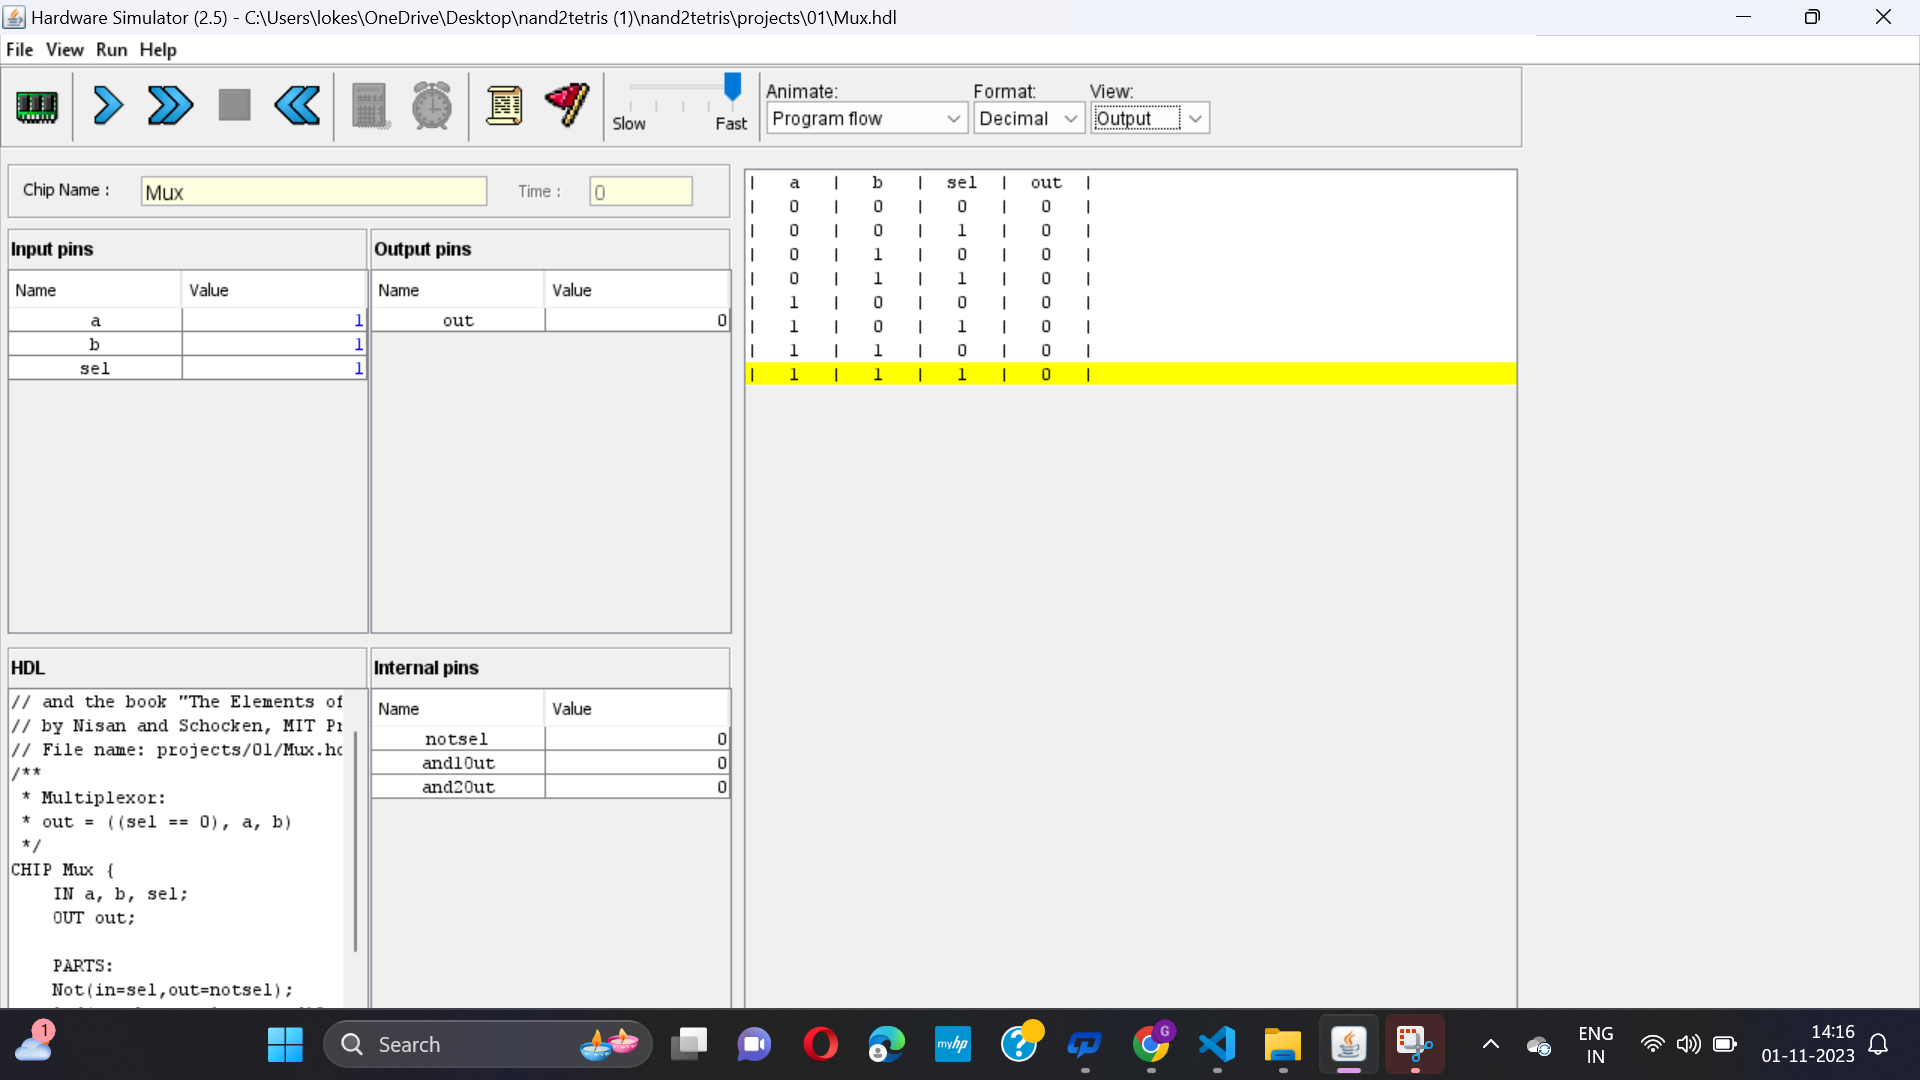 Hardware Simulator (2.5) - C:\Users\lokes\OneDrive\Desktop\nand2tetris (1)\nand2tetris\projects\01\Mux.hdl
File View Run Help
Slow Fast
Animate:
Program flow
Format:
Decimal
View:
Output
Chip Name :
Mux
Time :
0
Input pins
Name Value
a 1
b 1
sel 1
Output pins
Name Value
out 0
| a | b | sel | out |
| 0 | 0 | 0 | 0 |
| 0 | 0 | 1 | 0 |
| 0 | 1 | 0 | 0 |
| 0 | 1 | 1 | 0 |
| 1 | 0 | 0 | 0 |
| 1 | 0 | 1 | 0 |
| 1 | 1 | 0 | 0 |
| 1 | 1 | 1 | 0 |
HDL
// and the book "The Elements of
// by Nisan and Schocken, MIT Pr
// File name: projects/01/Mux.hd
/**
* Multiplexor:
* out = ((sel == 0), a, b)
*/
CHIP Mux {
IN a, b, sel;
OUT out;
PARTS:
Not(in=sel,out=notsel);
Internal pins
Name Value
notsel 0
and1Out 0
and2Out 0
1
Search
myhp
G
ENG
IN
14:16
01-11-2023